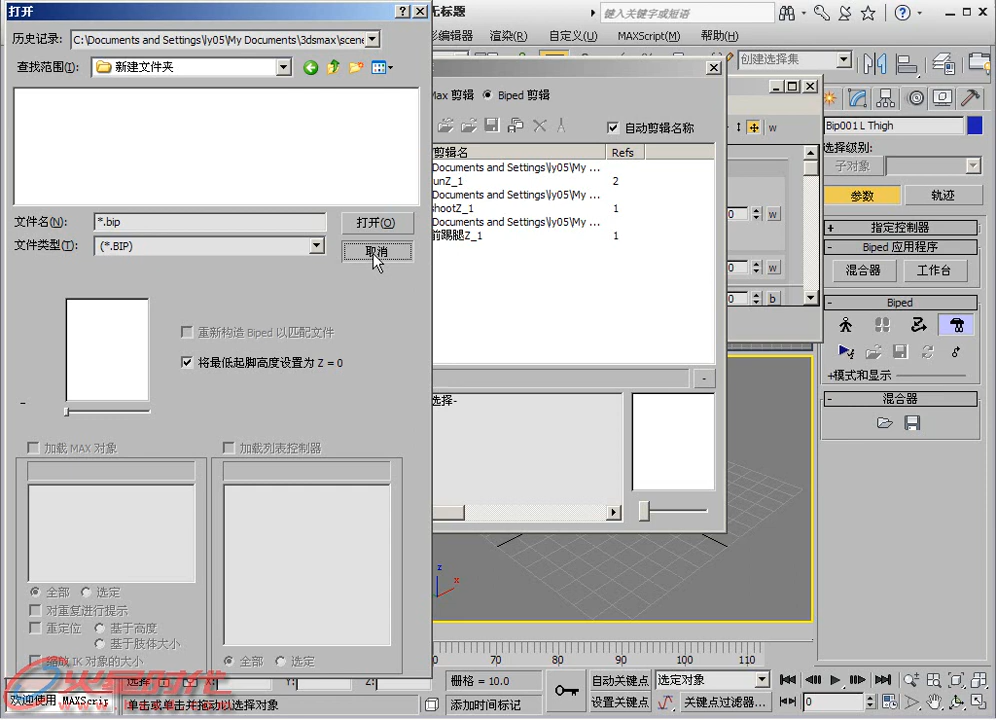 打开
历史记录:
C:\Documents and Settings\ly05\My Documents\3dsmax\scene
查找范围(I):
新建文件夹
文件名(N):
*.bip
打开(O)
文件类型(T):
(*.BIP)
取消
重新构造 Biped 以匹配文件
将最低起脚高度设置为 Z = 0
加载 MAX 对象
加载列表控制器
全部
选定
对重复进行提示
重定位
基于高度
基于肢体大小
缩放 IK 对象的大小
全部
选定
火星时代
欢迎使用 MAXScrip
单击或单击并拖动以选择对象
无标题
键入关键字或短语
影编辑器
渲染(R)
自定义(U)
MAXScript(M)
帮助(H)
创建选择集
Max 剪辑
Biped 剪辑
自动剪辑名称
剪辑名
Refs
Documents and Settings\ly05\My ...
unZ_1
2
Documents and Settings\ly05\My ...
shootZ_1
1
Documents and Settings\ly05\My ...
前踢腿Z_1
1
选择-
w
0
w
0
w
0
b
Bip001 L Thigh
选择级别:
子对象
参数
轨迹
+ 指定控制器
- Biped 应用程序
混合器
工作台
- Biped
+模式和显示
- 混合器
z
x
70
80
90
100
110
选择
Y:
Z:
栅格 = 10.0
添加时间标记
自动关键点
选定对象
设置关键点
关键点过滤器...
0